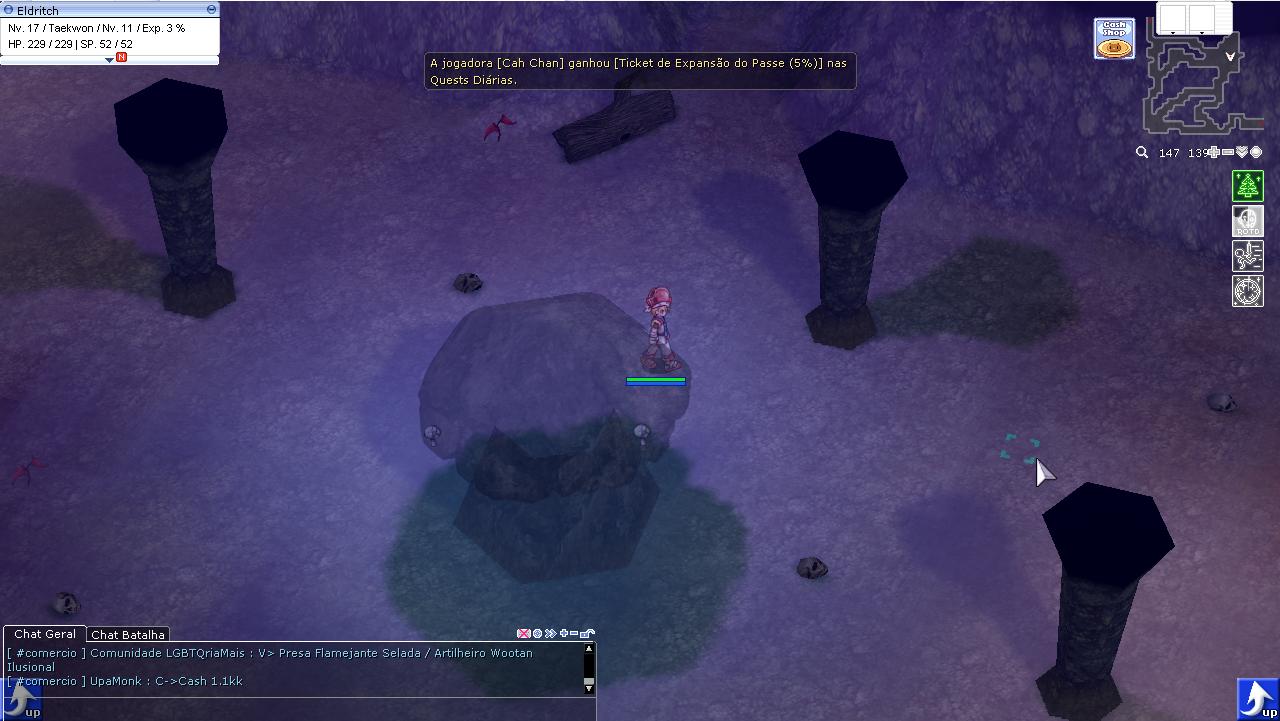 Eldritch
Nv. 17 / Taekwon / Nv. 11 / Exp. 3 %
HP. 229 / 229 | SP. 52 / 52
N
A jogadora [Cah Chan] ganhou [Ticket de Expansão do Passe (5%)] nas
Quests Diárias.
Cash
Shop
147 139
ROTD
Chat Geral
Chat Batalha
[ #comercio ] Comunidade LGBTQriaMais : V> Presa Flamejante Selada / Artilheiro Wootan
Ilusional
[ #comercio ] UpaMonk : C->Cash 1.1kk
up
up